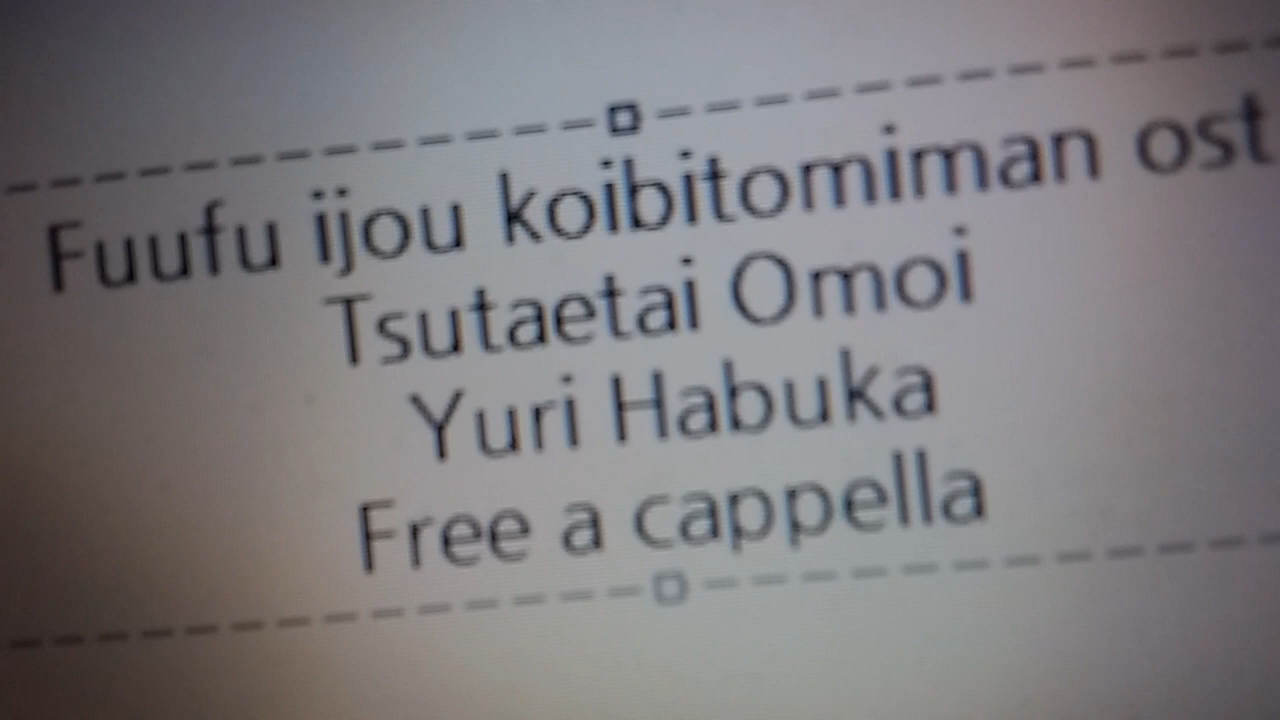 Fuufu ijou koibitomiman ost
Tsutaetai Omoi
Yuri Habuka
Free a cappella